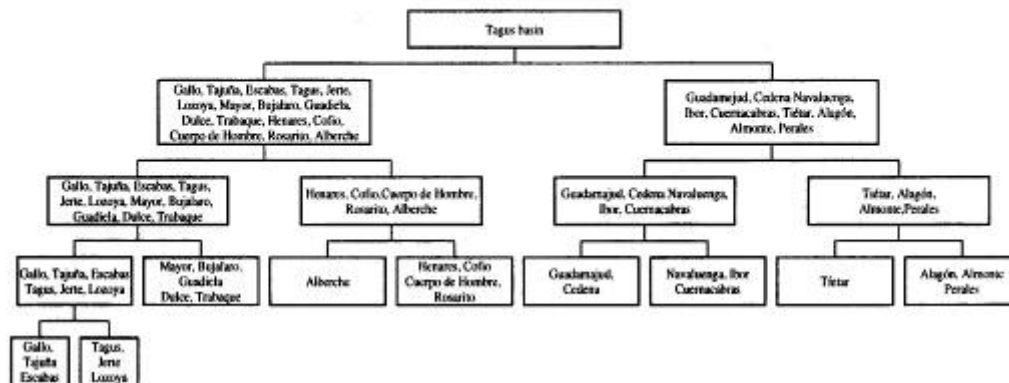 Tagus basin
Gallo, Tajuña, Escabas, Tagus, Jerte,
Lozoya, Mayor, Bujalaro, Guadiela,
Dulce, Trabaque, Henares, Cofio,
Cuerpo de Hombre, Rosarito, Alberche
Guadamejud, Cedena Navaluenga,
Ibor, Cuernacabras, Tiétar, Alagón,
Almonte, Perales
Gallo, Tajuña, Escabas, Tagus,
Jerte, Lozoya, Mayor, Bujalaro,
Guadiela, Dulce, Trabaque
Henares, Cofio,Cuerpo de Hombre,
Rosarito, Alberche
Guadamajud, Cedena Navaluenga,
Ibor, Cuernacabras
Tiétar, Alagón,
Almonte,Perales
Gallo, Tajuña, Escabas
Tagus, Jerte, Lozoya
Mayor, Bujalaro,
Guadiela
Dulce, Trabaque
Alberche
Henares, Cofio
Cuerpo de Hombre,
Rosarito
Guadamajud,
Cedena
Navaluenga, Ibor
Cuernacabras
Tíetar
Alagón, Almonte
Perales
Gallo,
Tajuña
Escabas
Tagus,
Jerte
Lozoya